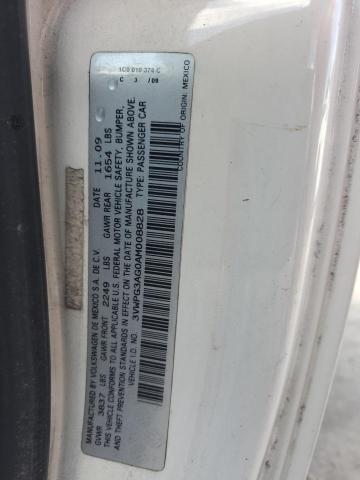 1C0 010 374 C
C 3 /09
MANUFACTURED BY VOLKSWAGEN DE MEXICO S.A. DE C.V. DATE 11.09
GVWR 3837 LBS GAWR FRONT 2249 LBS GAWR REAR 1654 LBS
THIS VEHICLE CONFORMS TO ALL APPLICABLE U.S. FEDERAL MOTOR VEHICLE SAFETY, BUMPER,
AND THEFT PREVENTION STANDARDS IN EFFECT ON THE DATE OF MANUFACTURE SHOWN ABOVE.
VEHICLE I.D. NO. 3VWPG3AG0AM008828 TYPE: PASSENGER CAR
COUNTRY OF ORIGIN: MEXICO